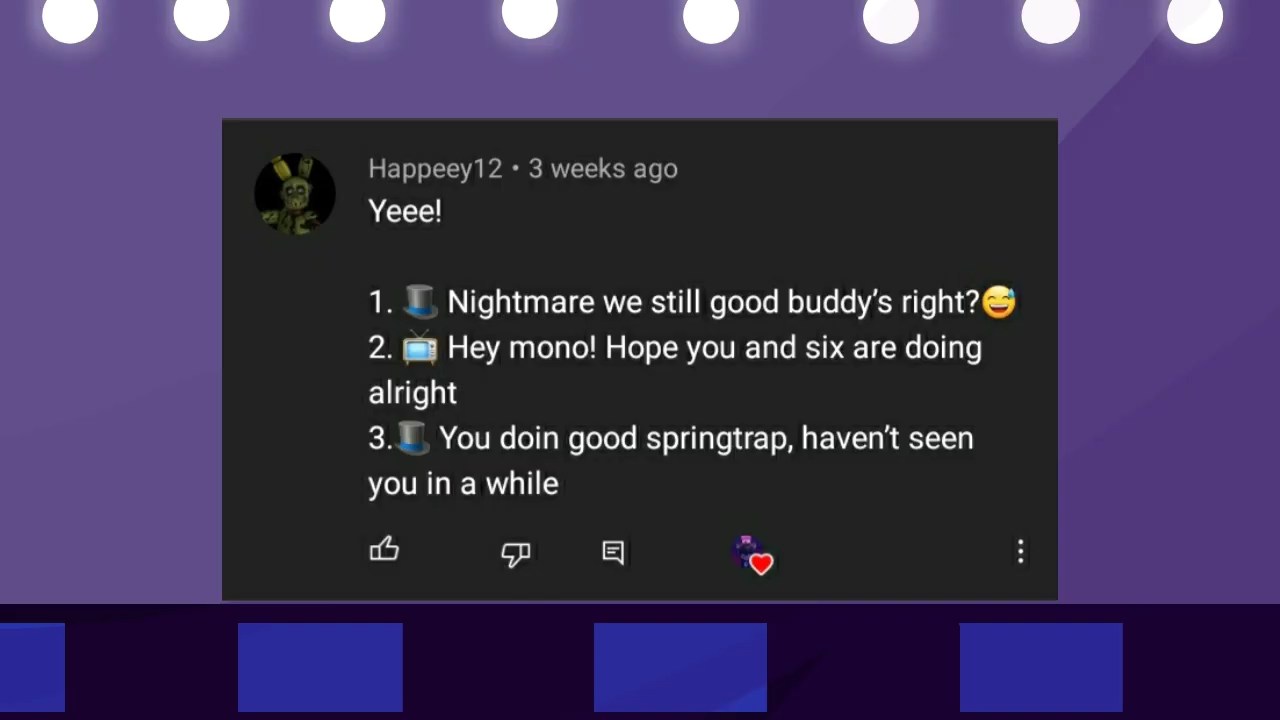 Happeey12 • 3 weeks ago
Yeee!
1. 🎩 Nightmare we still good buddy’s right?😅
2. 📺 Hey mono! Hope you and six are doing
alright
3.🎩 You doin good springtrap, haven’t seen
you in a while